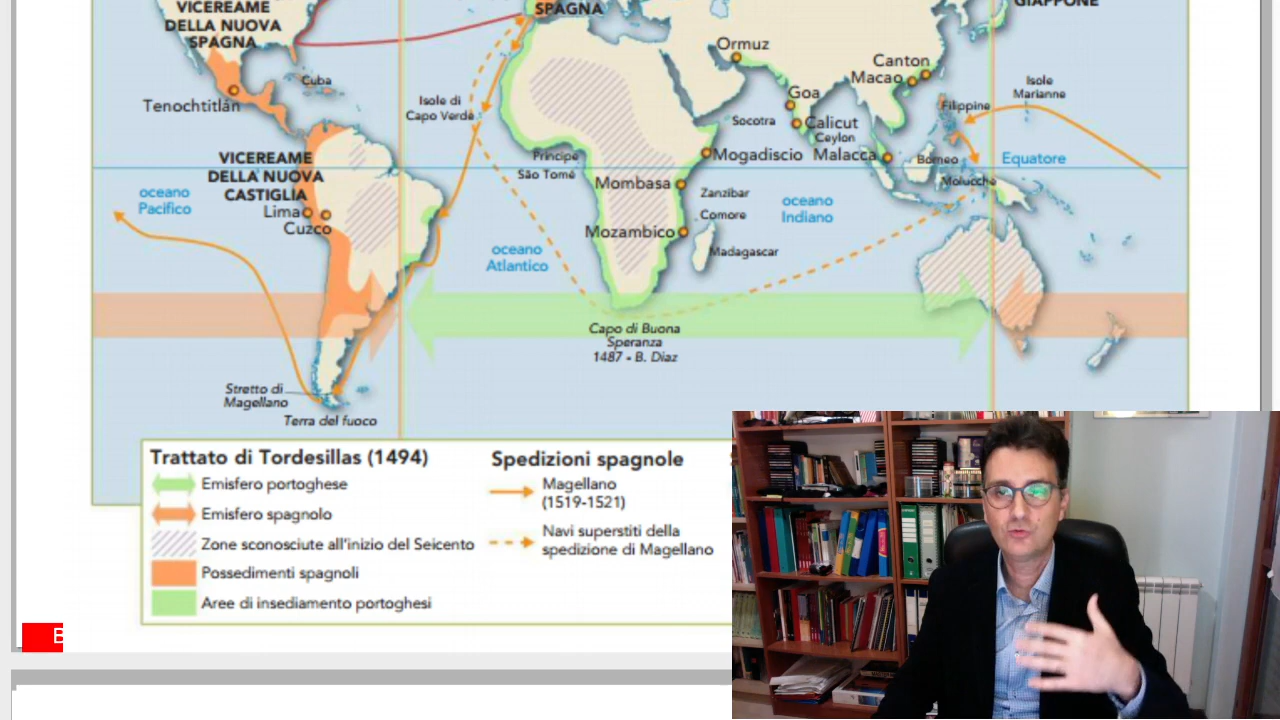 VICEREAME
DELLA NUOVA
SPAGNA
SPAGNA
GIAPPONE
Ormuz
Canton
Macao
Isole
Marianne
Cuba
Tenochtitlán
Isole di
Capo Verde
Goa
Filippine
Socotra
Calicut
Ceylon
VICEREAME
DELLA NUOVA
CASTIGLIA
Principe
São Tomé
Mogadiscio
Malacca
Borneo
Equatore
oceano
Pacifico
Lima
Cuzco
Mombasa
Zanzibar
Molucche
oceano
Indiano
Comore
Mozambico
Madagascar
oceano
Atlantico
Capo di Buona
Speranza
1487 - B. Diaz
Stretto di
Magellano
Terra del fuoco
Trattato di Tordesillas (1494)
Emisfero portoghese
Emisfero spagnolo
Zone sconosciute all'inizio del Seicento
Possedimenti spagnoli
Aree di insediamento portoghesi
Spedizioni spagnole
Magellano
(1519-1521)
Navi superstiti della
spedizione di Magellano